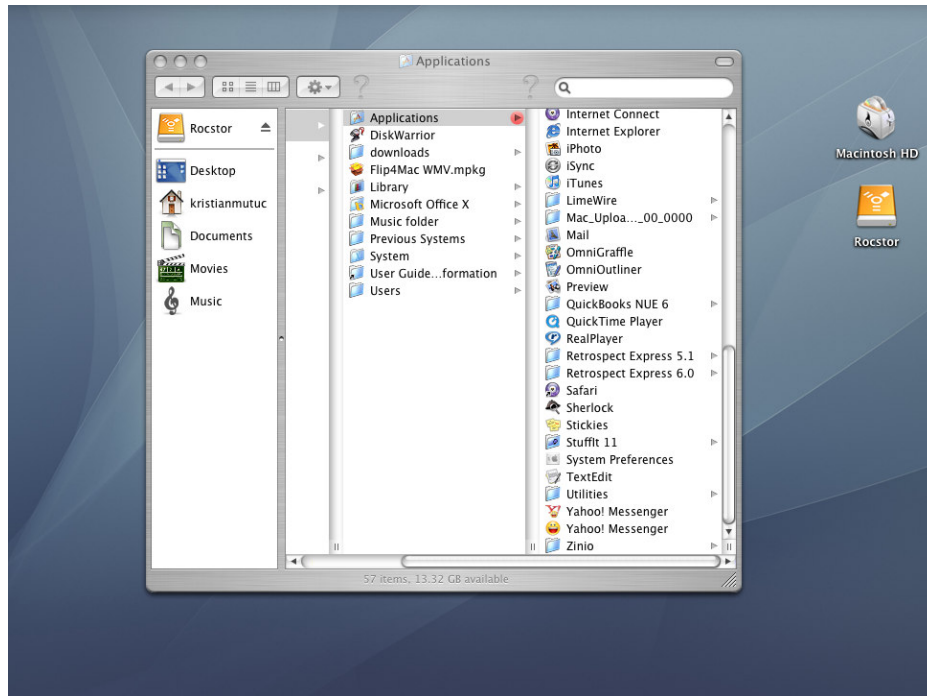 Applications
Rocstor
Desktop
kristianmutuc
Documents
Movies
Music
Applications
DiskWarrior
downloads
Flip4Mac WMV.mpkg
Library
Microsoft Office X
Music folder
Previous Systems
System
User Guide...formation
Users
Internet Connect
Internet Explorer
iPhoto
iSync
iTunes
LimeWire
Mac_Uploa..._00_0000
Mail
OmniGraffle
OmniOutliner
Preview
QuickBooks NUE 6
QuickTime Player
RealPlayer
Retrospect Express 5.1
Retrospect Express 6.0
Safari
Sherlock
Stickies
StuffIt 11
System Preferences
TextEdit
Utilities
Yahoo! Messenger
Yahoo! Messenger
Zinio
57 items, 13.32 GB available
Macintosh HD
Rocstor